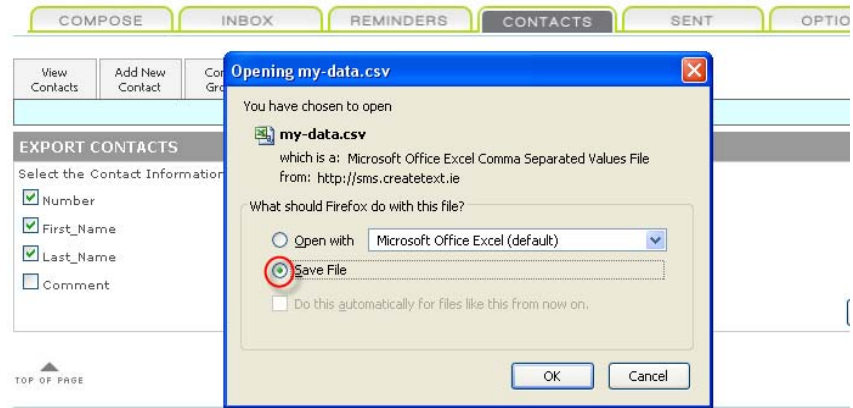 COMPOSE INBOX REMINDERS CONTACTS SENT OPTIO
View Contacts
Add New Contact
Opening my-data.csv
You have chosen to open
my-data.csv
which is a: Microsoft Office Excel Comma Separated Values File
from: http://sms.createtext.ie
What should Firefox do with this file?
Open with Microsoft Office Excel (default)
Save File
Do this automatically for files like this from now on.
OK Cancel
EXPORT CONTACTS
Select the Contact Information
Number
First_Name
Last_Name
Comment
TOP OF PAGE